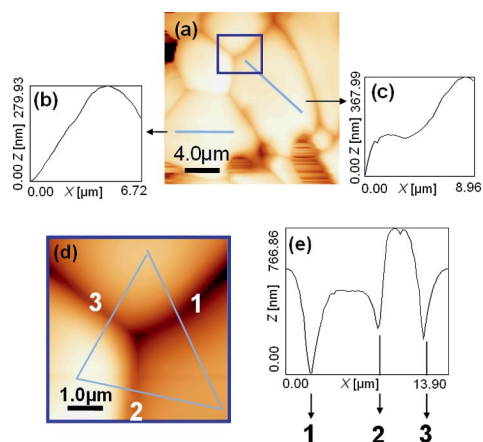 (a)
4.0µm
(b)
0.00 Z [nm] 279.93
0.00 X [µm] 6.72
(c)
0.00 Z [nm] 367.99
0.00 X [µm] 8.96
(d)
3
1
2
1.0µm
(e)
0.00 Z [nm] 766.86
0.00 X [µm] 13.90
1 2 3